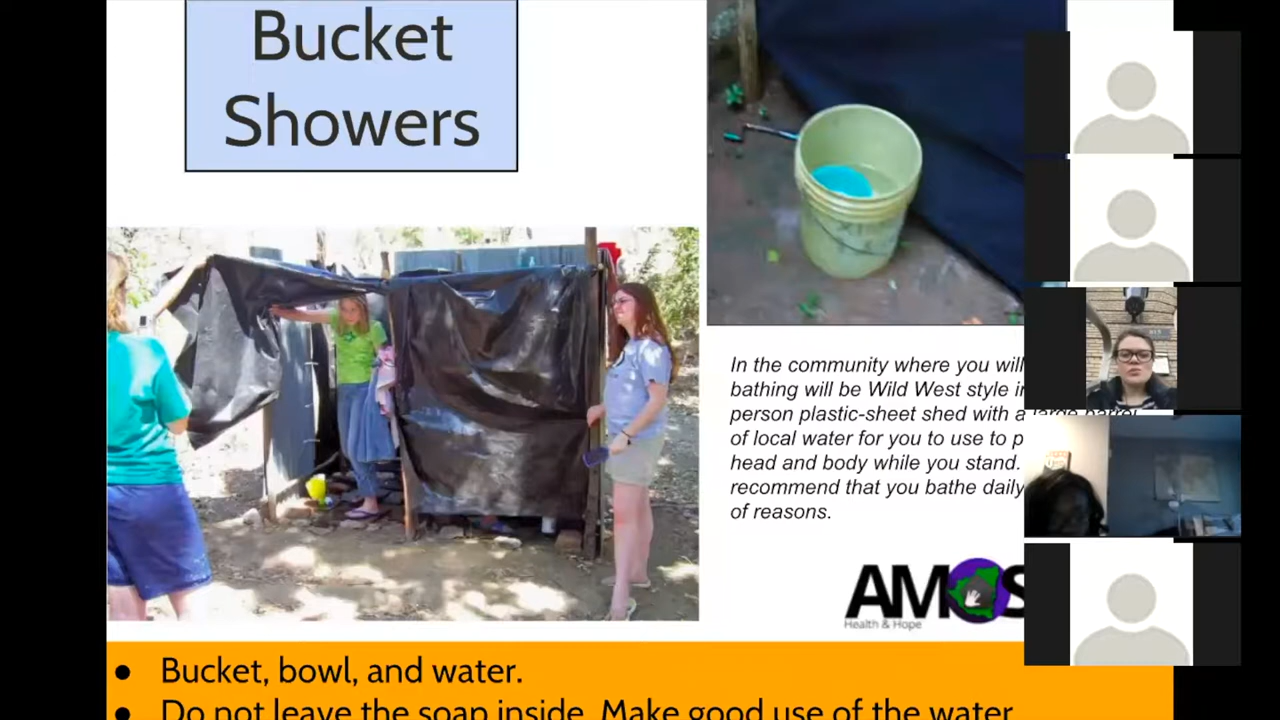 Bucket
Showers
In the community where you will
bathing will be Wild West style in
person plastic-sheet shed with a large barrel
of local water for you to use to p
head and body while you stand.
recommend that you bathe daily
of reasons.
AMOS
Health & Hope
● Bucket, bowl, and water.
● Do not leave the soap inside. Make good use of the water